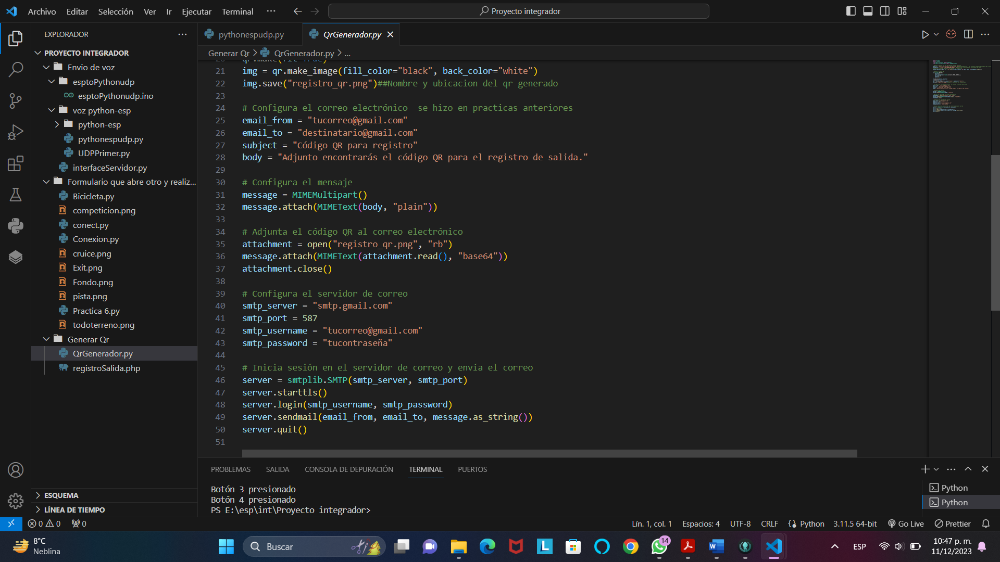 Archivo Editar Selección Ver Ir Ejecutar Terminal ··· Proyecto integrador
EXPLORADOR
PROYECTO INTEGRADOR
Envio de voz
esptoPythonudp
esptoPythonudp.ino
voz python-esp
python-esp
pythonespudp.py
UDPPrimer.py
interfaceServidor.py
Formulario que abre otro y realiz...
Bicicleta.py
competicion.png
conect.py
Conexion.py
cruice.png
Exit.png
Fondo.png
pista.png
Practica 6.py
todoterreno.png
Generar Qr
QrGenerador.py
registroSalida.php
ESQUEMA
LÍNEA DE TIEMPO
pythonespudp.py QrGenerador.py
Generar Qr > QrGenerador.py > ...
20 qr.make(fit=True)
21 img = qr.make_image(fill_color="black", back_color="white")
22 img.save("registro_qr.png")##Nombre y ubicacion del qr generado
23
24 # Configura el correo electrónico  se hizo en practicas anteriores
25 email_from = "tucorreo@gmail.com"
26 email_to = "destinatario@gmail.com"
27 subject = "Código QR para registro"
28 body = "Adjunto encontrarás el código QR para el registro de salida."
29
30 # Configura el mensaje
31 message = MIMEMultipart()
32 message.attach(MIMEText(body, "plain"))
33
34 # Adjunta el código QR al correo electrónico
35 attachment = open("registro_qr.png", "rb")
36 message.attach(MIMEText(attachment.read(), "base64"))
37 attachment.close()
38
39 # Configura el servidor de correo
40 smtp_server = "smtp.gmail.com"
41 smtp_port = 587
42 smtp_username = "tucorreo@gmail.com"
43 smtp_password = "tucontraseña"
44
45 # Inicia sesión en el servidor de correo y envía el correo
46 server = smtplib.SMTP(smtp_server, smtp_port)
47 server.starttls()
48 server.login(smtp_username, smtp_password)
49 server.sendmail(email_from, email_to, message.as_string())
50 server.quit()
51
PROBLEMAS SALIDA CONSOLA DE DEPURACIÓN TERMINAL PUERTOS
Botón 3 presionado
Botón 4 presionado
PS E:\esp\int\Proyecto integrador>
Python
Python
0 0 0 Lín. 1, col. 1 Espacios: 4 UTF-8 CRLF Python 3.11.5 64-bit Go Live Prettier
8°C
Neblina
Buscar
14
ESP
10:47 p. m.
11/12/2023